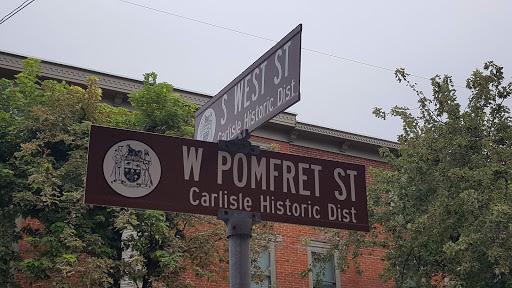 S WEST ST
Carlisle Historic Dist.
W POMFRET ST
Carlisle Historic Dist